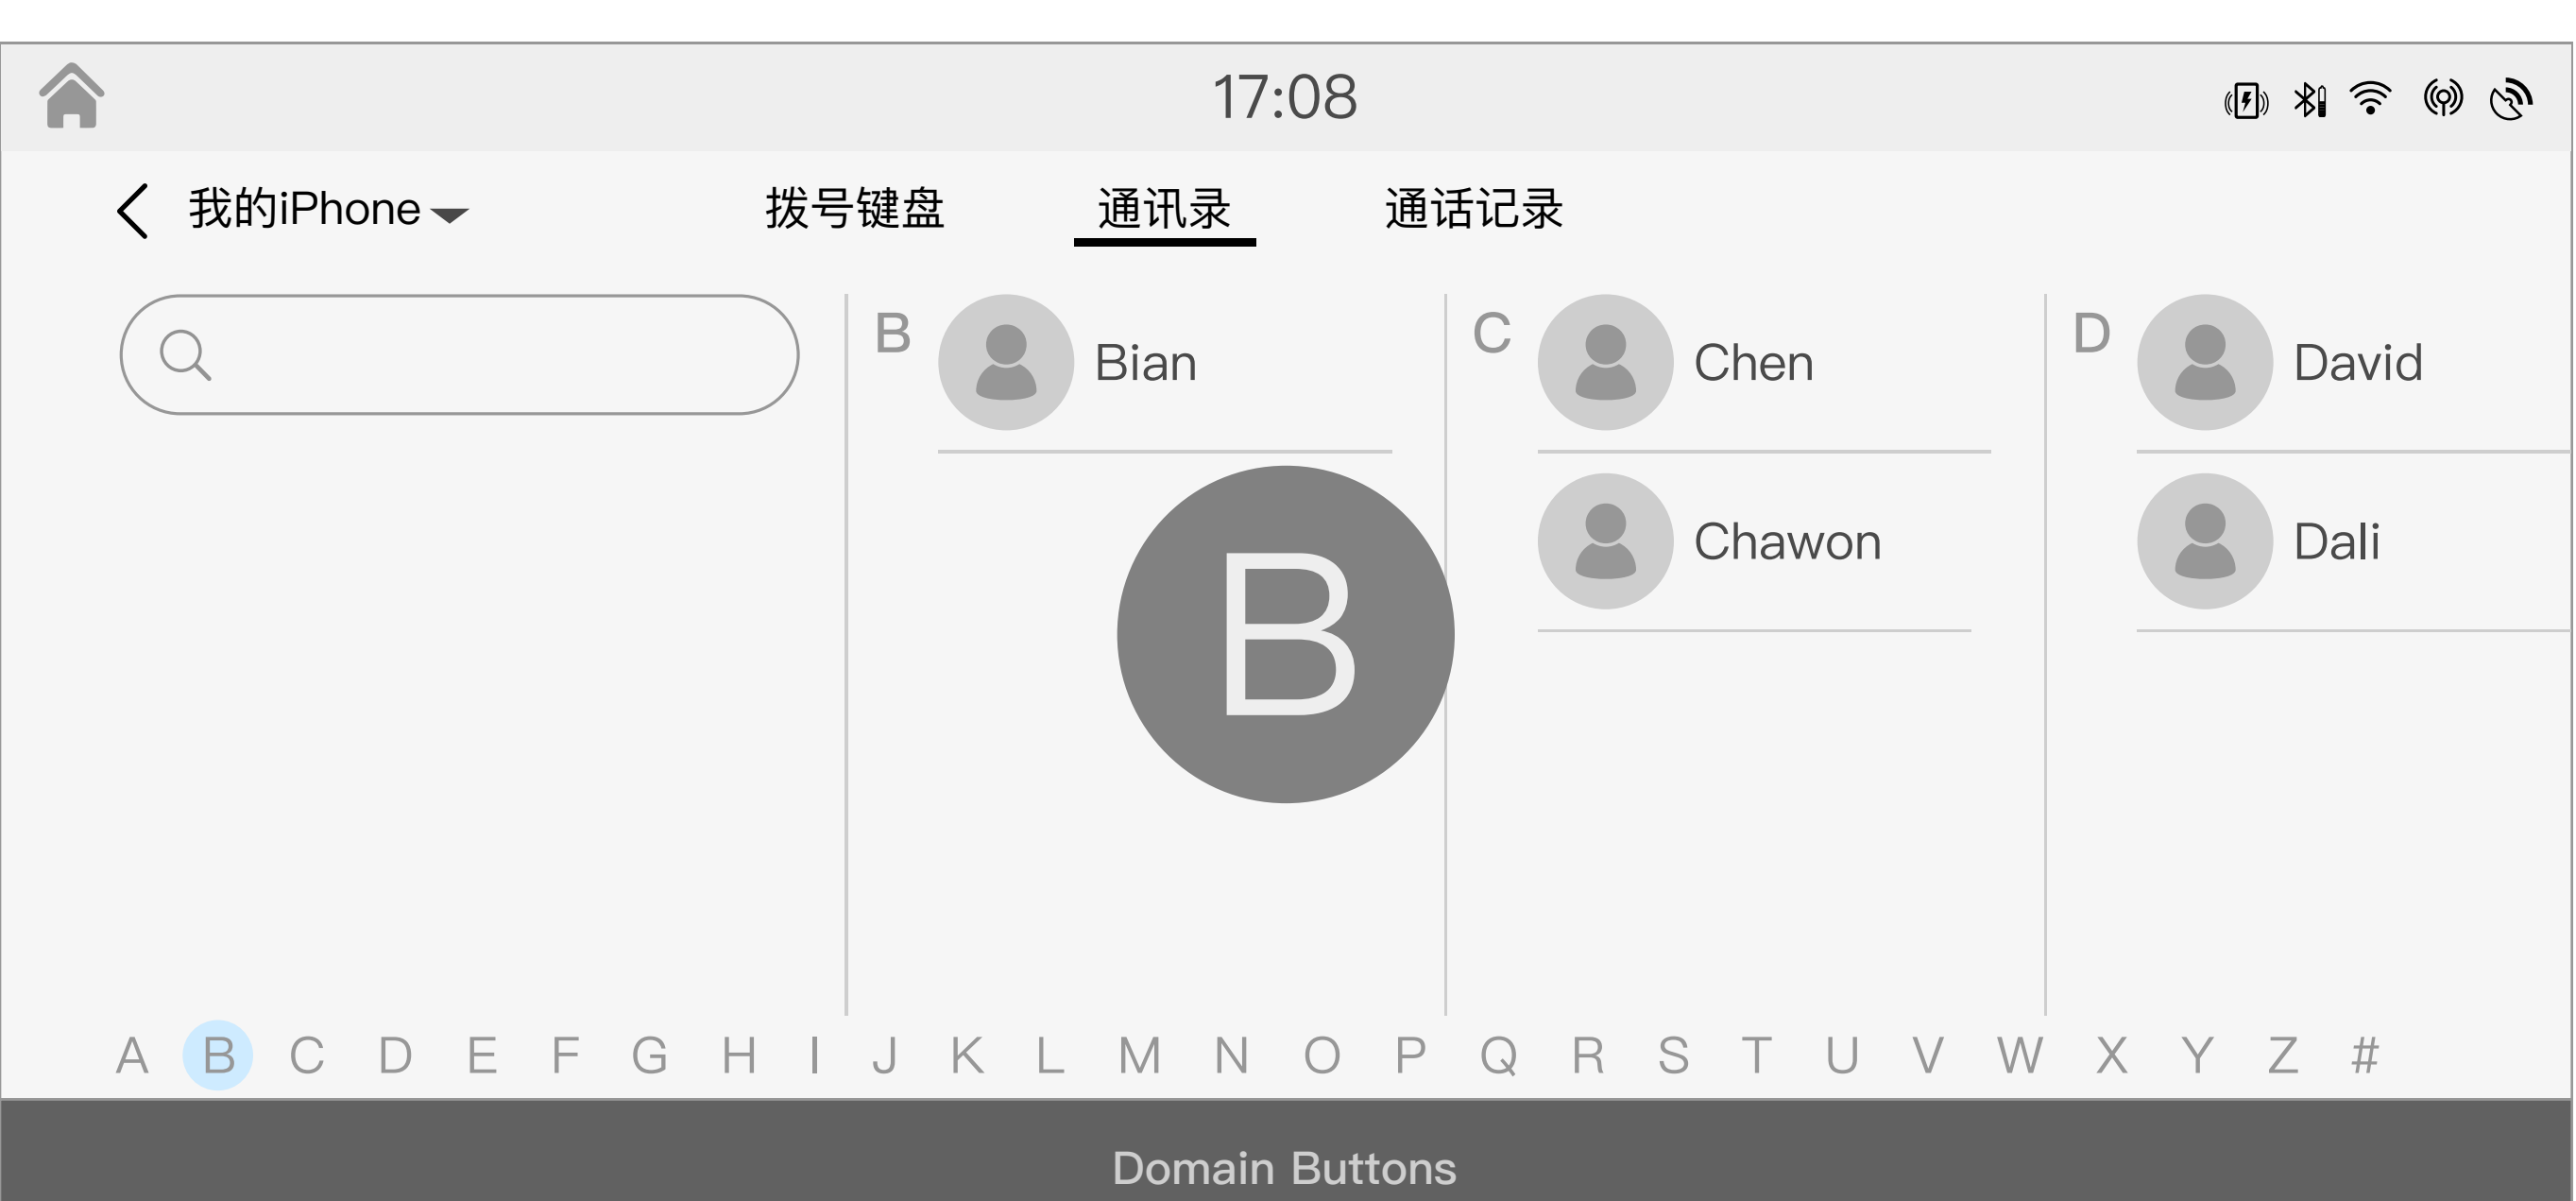 17:08
我的iPhone 拨号键盘 通讯录 通话记录
B Bian C Chen D David
Chawon Dali
B
A B C D E F G H I J K L M N O P Q R S T U V W X Y Z #
Domain Buttons